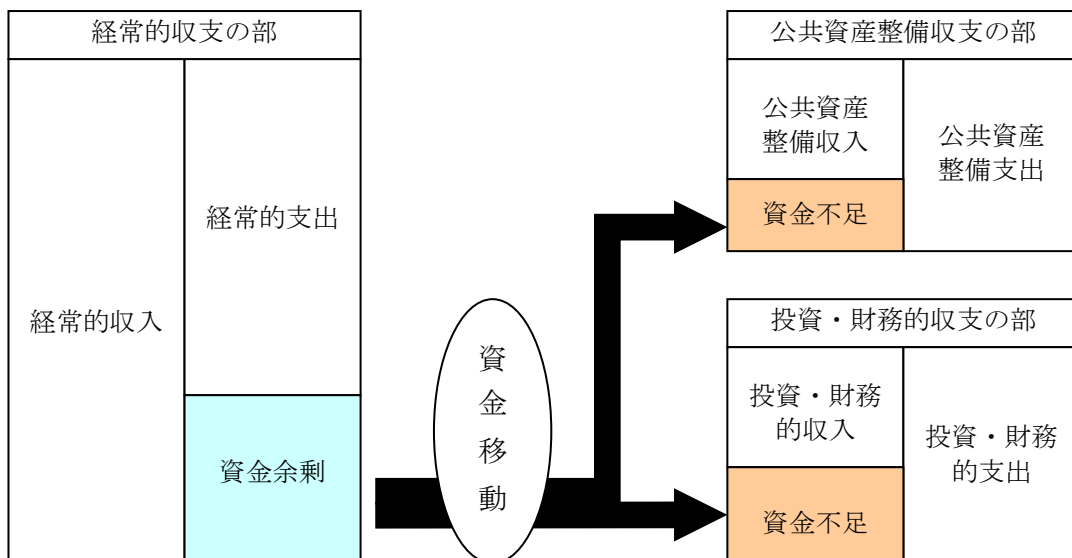 経常的収支の部
経常的収入
経常的支出
資金余剰
資金移動
公共資産整備収支の部
公共資産
整備収入
資金不足
公共資産
整備支出
投資・財務的収支の部
投資・財務
的収入
資金不足
投資・財務
的支出